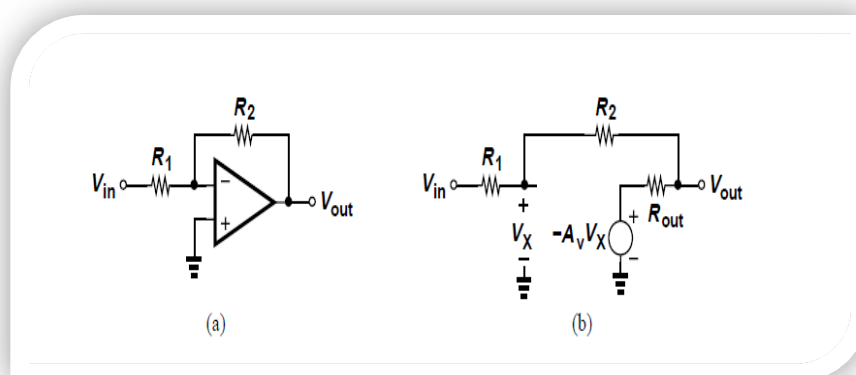 R2
R1
Vin
−
+
Vout
(a)
R2
R1
Vin
+
VX
−
−AvVX
+
−
Rout
Vout
(b)